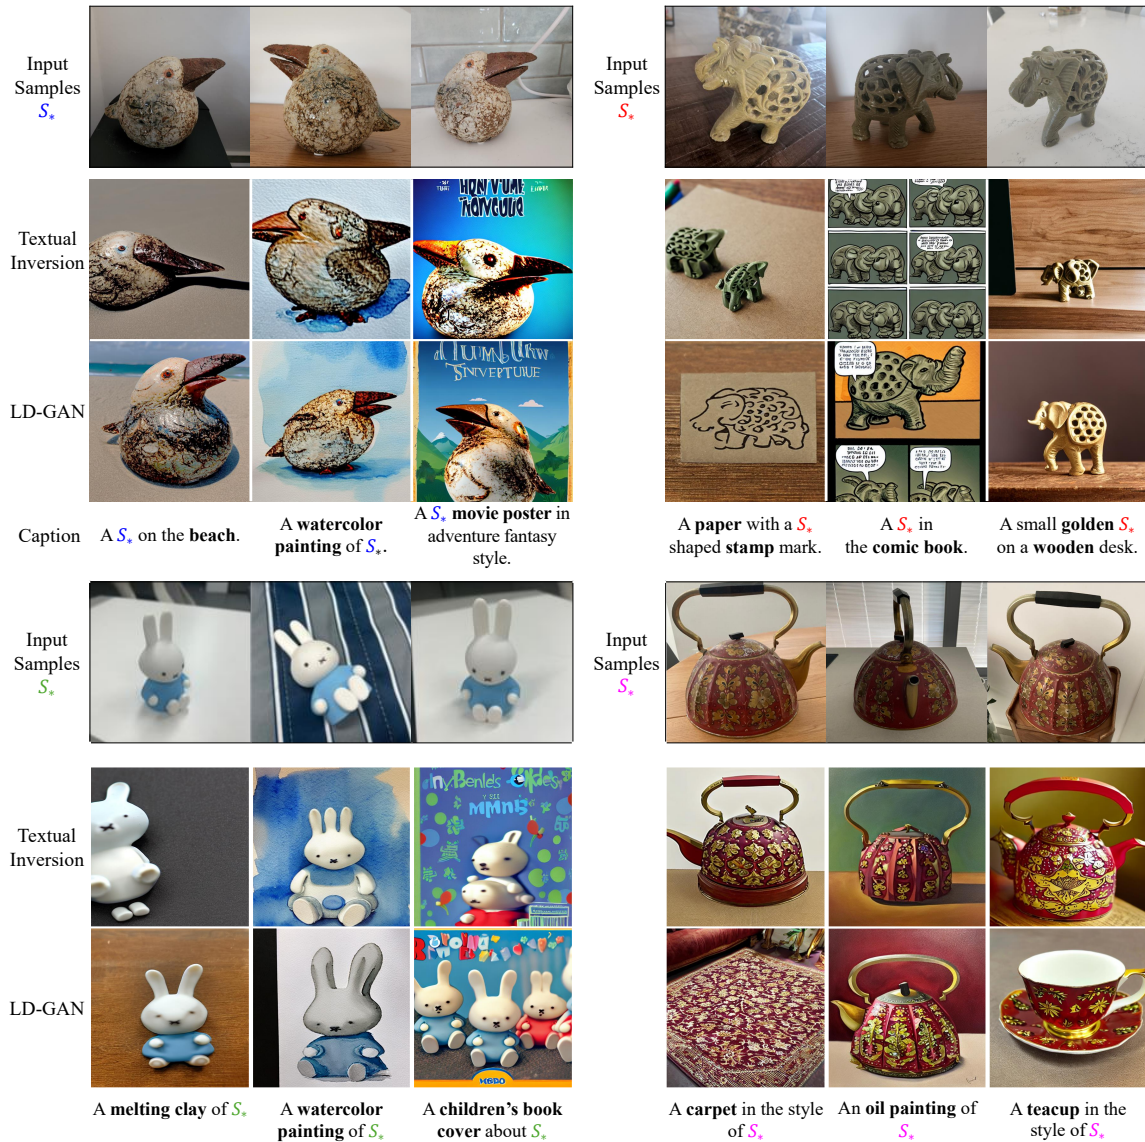 Input
Samples
S*
Input
Samples
S*
Textual
Inversion
LD-GAN
Caption
A S* on the beach.
A watercolor
painting of S*.
A S* movie poster in
adventure fantasy
style.
A paper with a S*
shaped stamp mark.
A S* in
the comic book.
A small golden S*
on a wooden desk.
Input
Samples
S*
Input
Samples
S*
Textual
Inversion
LD-GAN
A melting clay of S*
A watercolor
painting of S*
A children's book
cover about S*
A carpet in the style
of S*
An oil painting of
S*
A teacup in the
style of S*